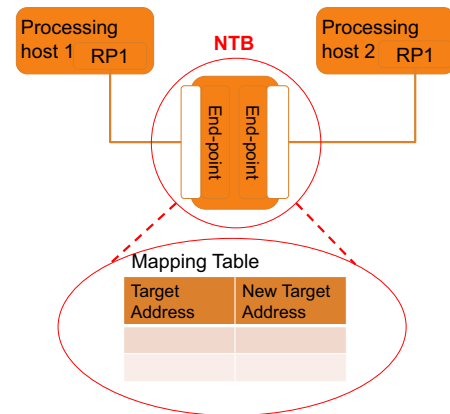 Processing
host 1
RP1
NTB
Processing
host 2
RP1
End-point
End-point
Mapping Table
Target
Address
New Target
Address